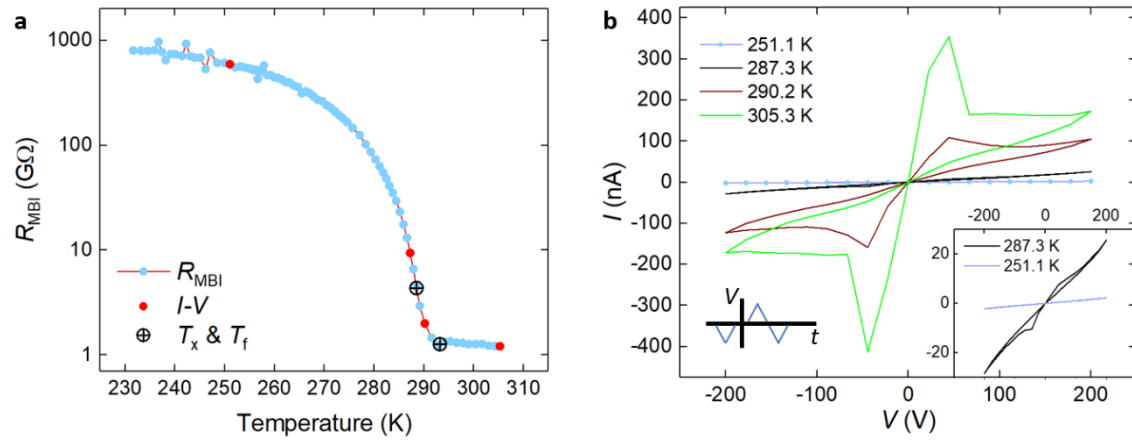 a
1000
100
10
1
R_MBI (GΩ)
R_MBI
I-V
T_x & T_f
230 240 250 260 270 280 290 300 310
Temperature (K)
b
400
300
200
100
0
-100
-200
-300
-400
I (nA)
251.1 K
287.3 K
290.2 K
305.3 K
V
t
-200 0 200
20
0
-20
287.3 K
251.1 K
-200 -100 0 100 200
V (V)